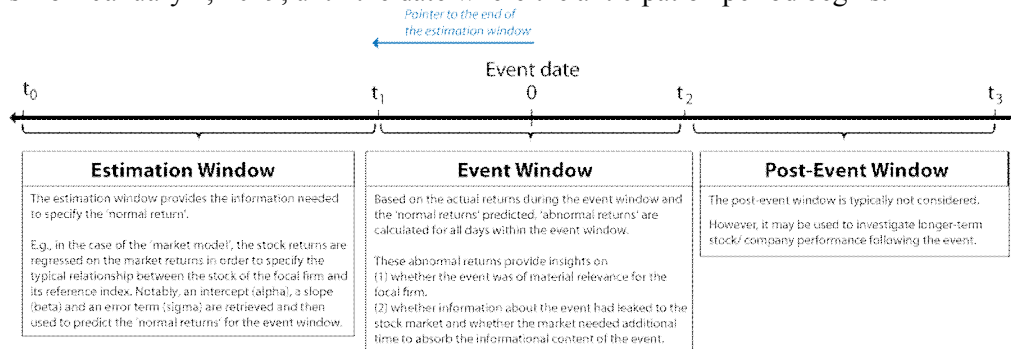 Pointer to the end of
the estimation window
Event date
t0 t1 0 t2 t3
Estimation Window
The estimation window provides the information needed
to specify the 'normal return'.
E.g., in the case of the 'market model', the stock returns are
regressed on the market returns in order to specify the
typical relationship between the stock of the focal firm and
its reference index. Notably, an intercept (alpha), a slope
(beta) and an error term (sigma) are retrieved and then
used to predict the 'normal returns' for the event window.
Event Window
Based on the actual returns during the event window and
the 'normal returns' predicted, 'abnormal returns' are
calculated for all days within the event window.
These abnormal returns provide insights on
(1) whether the event was of material relevance for the
focal firm.
(2) whether information about the event had leaked to the
stock market and whether the market needed additional
time to absorb the informational content of the event.
Post-Event Window
The post-event window is typically not considered.
However, it may be used to investigate longer-term
stock/ company performance following the event.